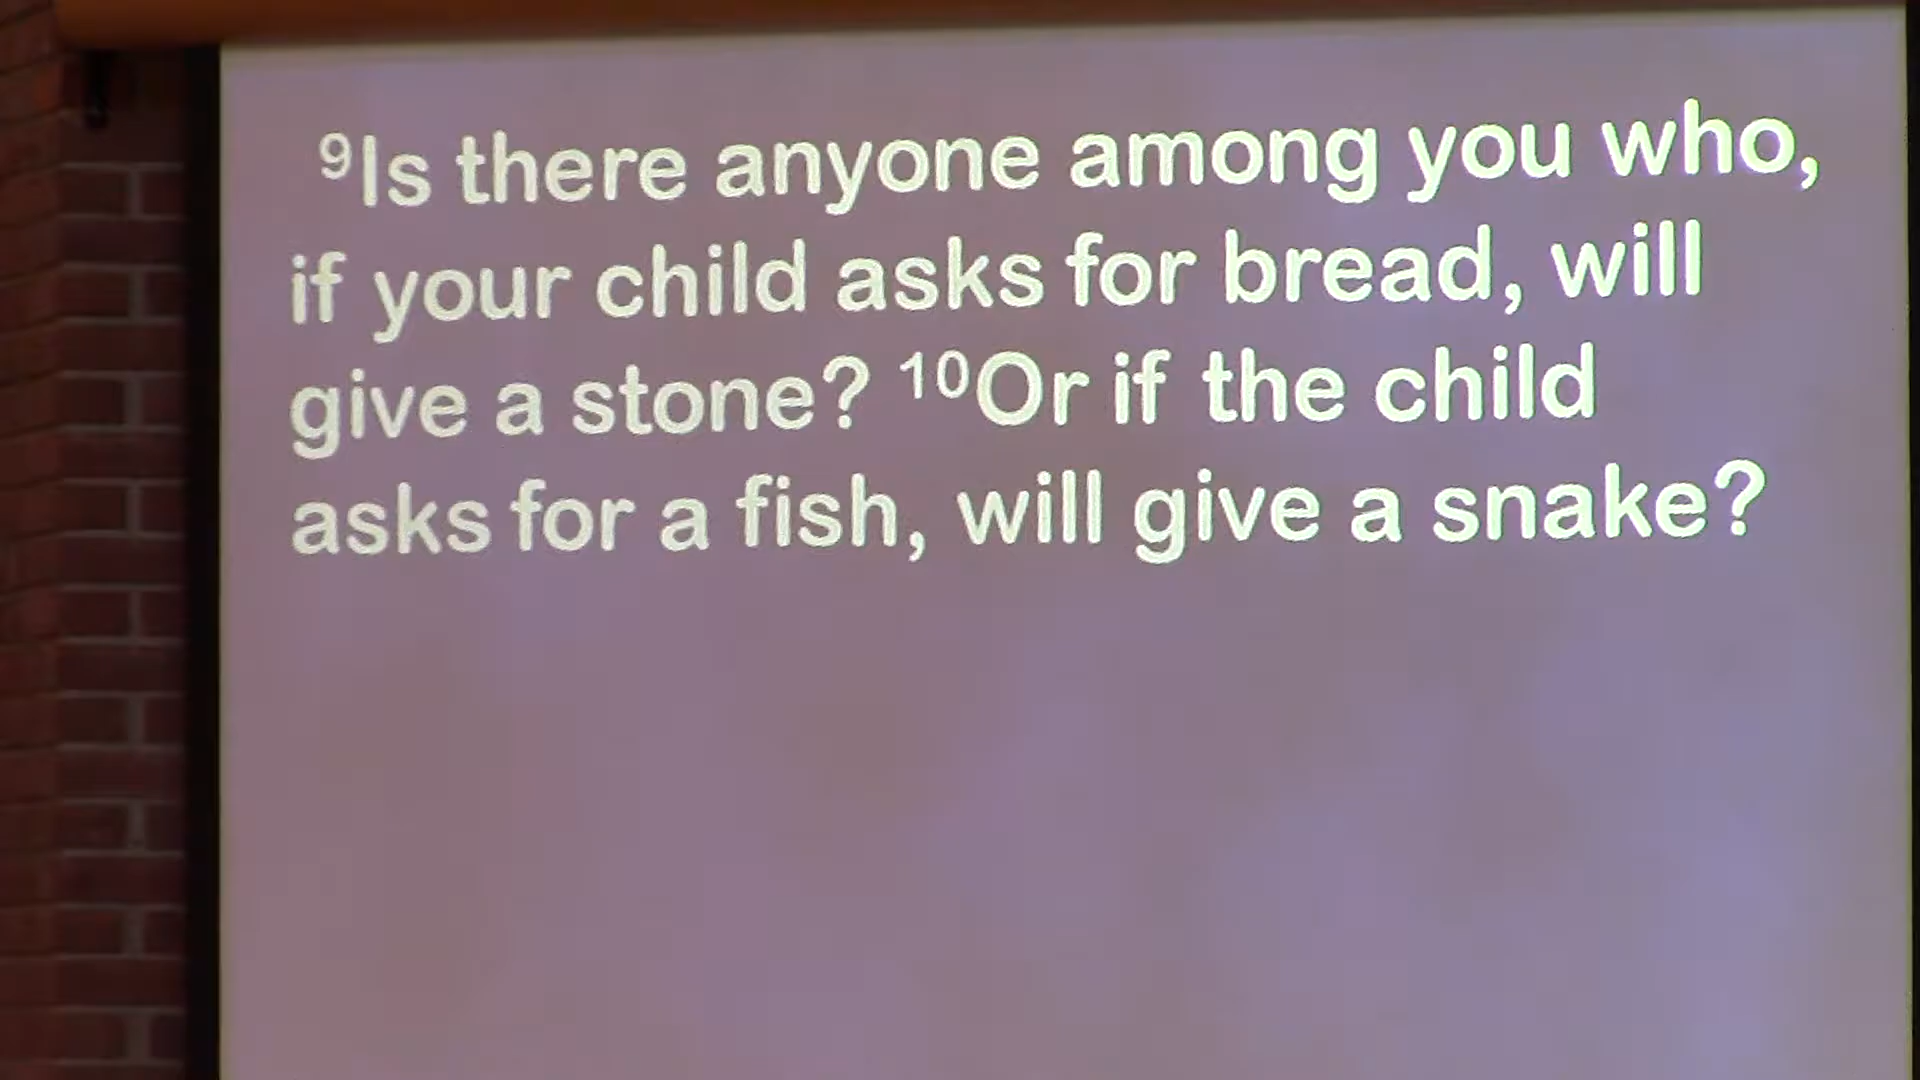 ⁹Is there anyone among you who,
if your child asks for bread, will
give a stone? ¹⁰Or if the child
asks for a fish, will give a snake?